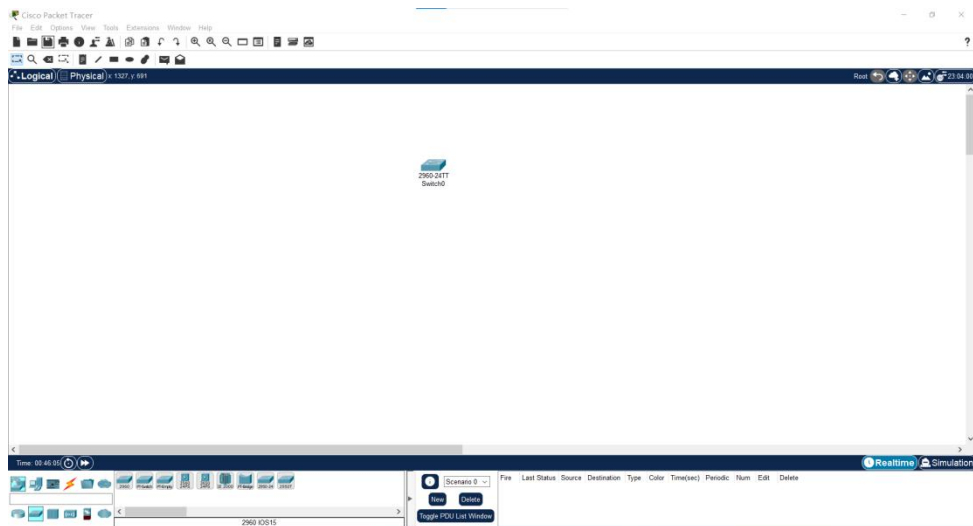 Cisco Packet Tracer
File Edit Options View Tools Extensions Window Help
?
Logical Physical x: 1327, y: 691 Root 23:04:00
2960-24TT
Switch0
Time: 00:46:05 Realtime Simulation
Scenario 0 Fire Last Status Source Destination Type Color Time(sec) Periodic Num Edit Delete
New Delete
Toggle PDU List Window
2960 IOS15